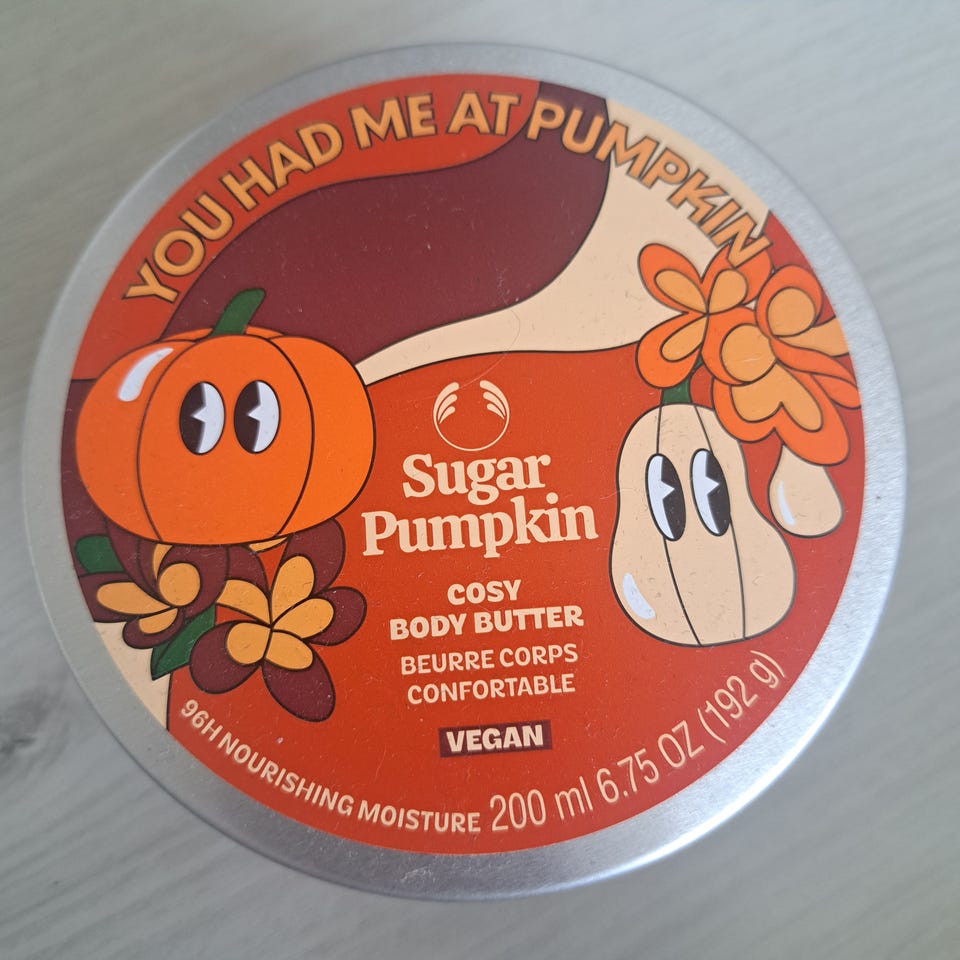 YOU HAD ME AT PUMPKIN
Sugar
Pumpkin
COSY
BODY BUTTER
BEURRE CORPS
CONFORTABLE
VEGAN
96H NOURISHING MOISTURE 200 ml 6.75 OZ (192 g)